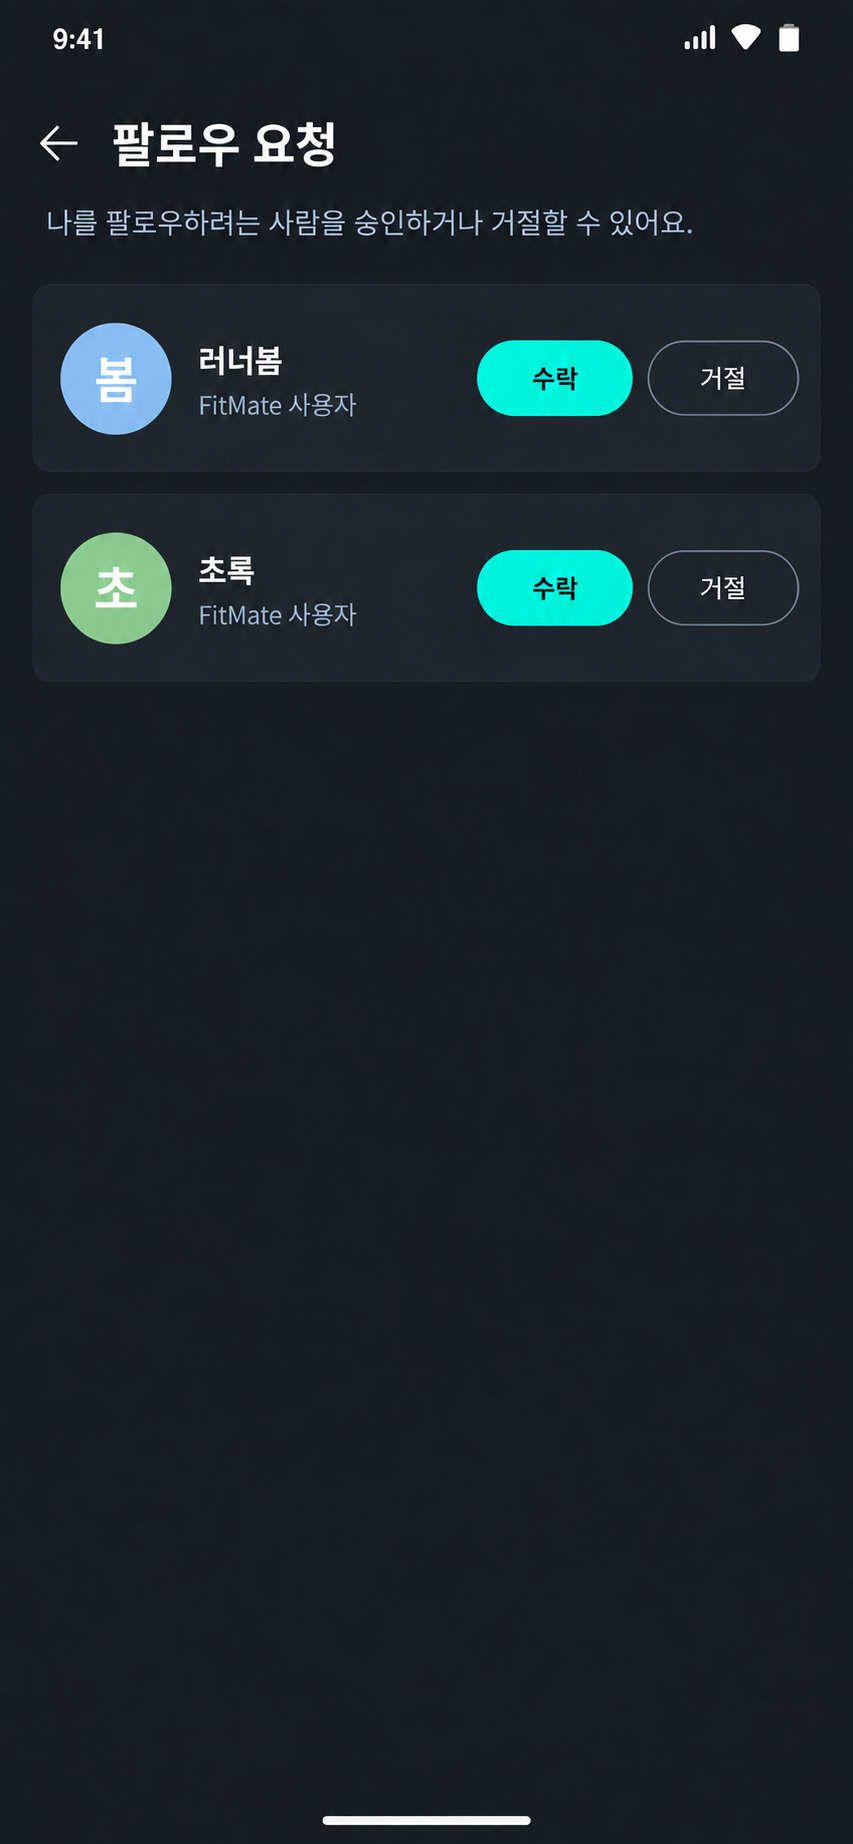 9:41
팔로우 요청
나를 팔로우하려는 사람을 숭인하거나 거절할 수 있어요.
봄
러너봄
FitMate 사용자
수락
거절
초
초록
FitMate 사용자
수락
거절